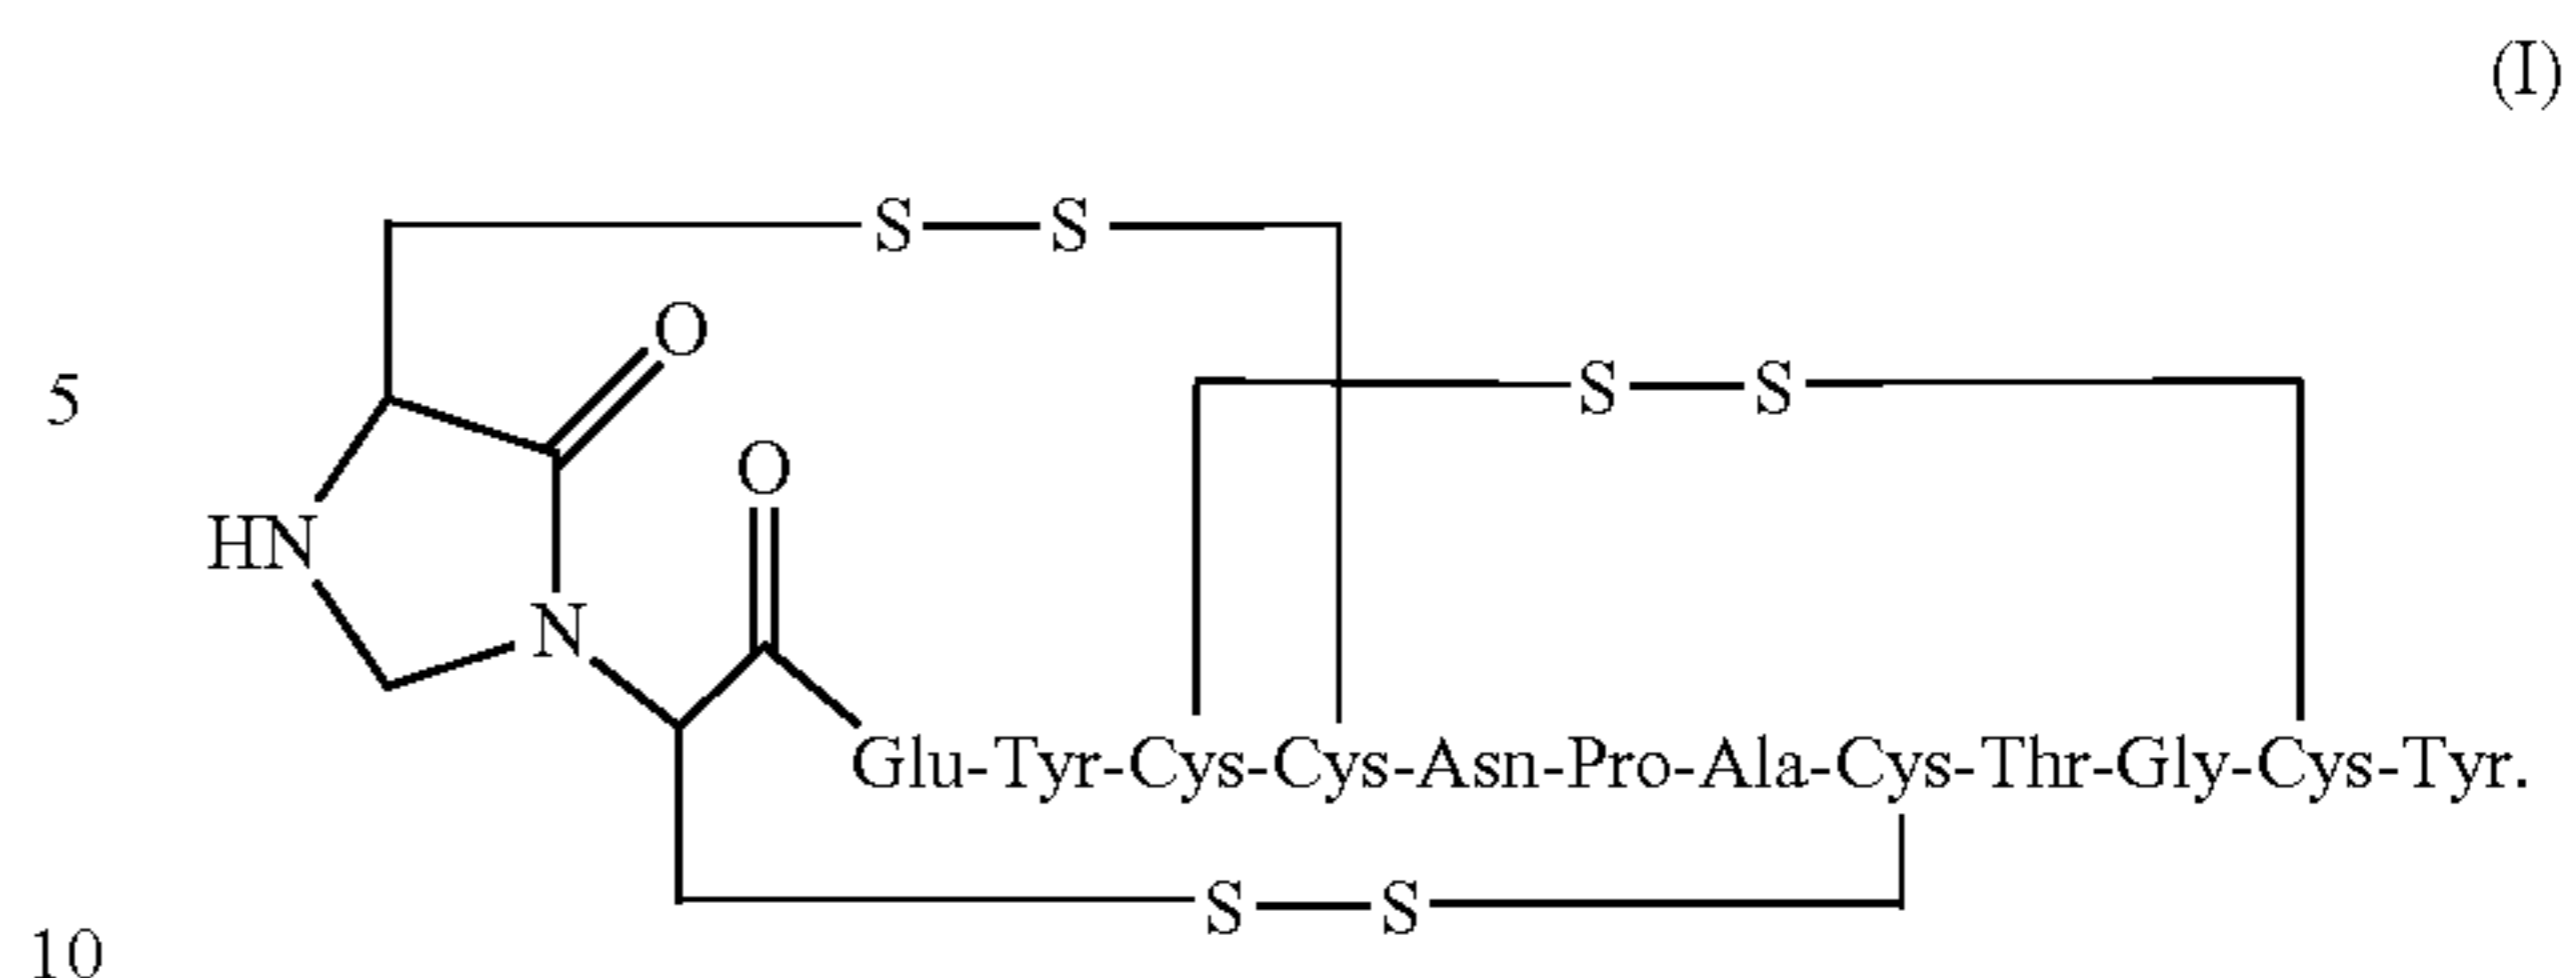 (I)
S S
O
5 S S
O
HN
N
Glu-Tyr-Cys-Cys-Asn-Pro-Ala-Cys-Thr-Gly-Cys-Tyr.
S S
10